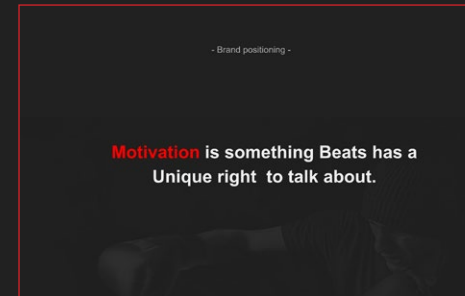 - Brand positioning -
Motivation is something Beats has a
Unique right  to talk about.